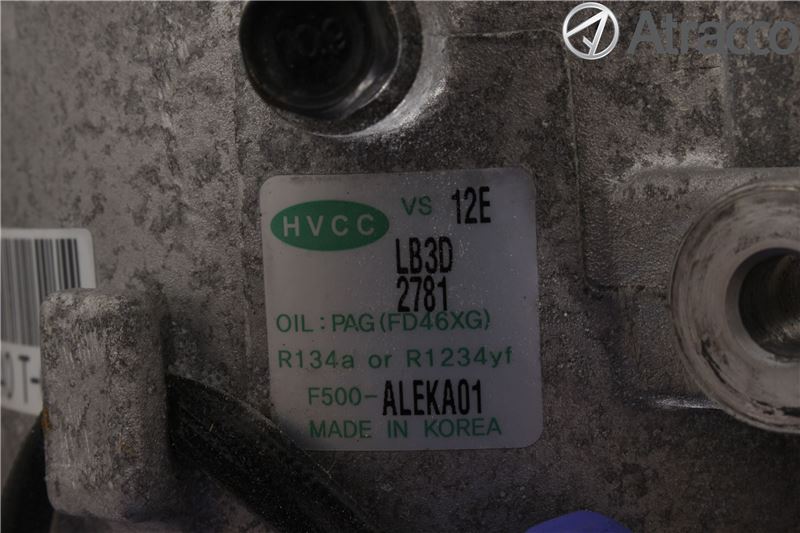 Atracco
HVCC VS 12E
LB3D
2781
OIL : PAG (FD46XG)
R134a or R1234yf
F500-ALEKA01
MADE IN KOREA